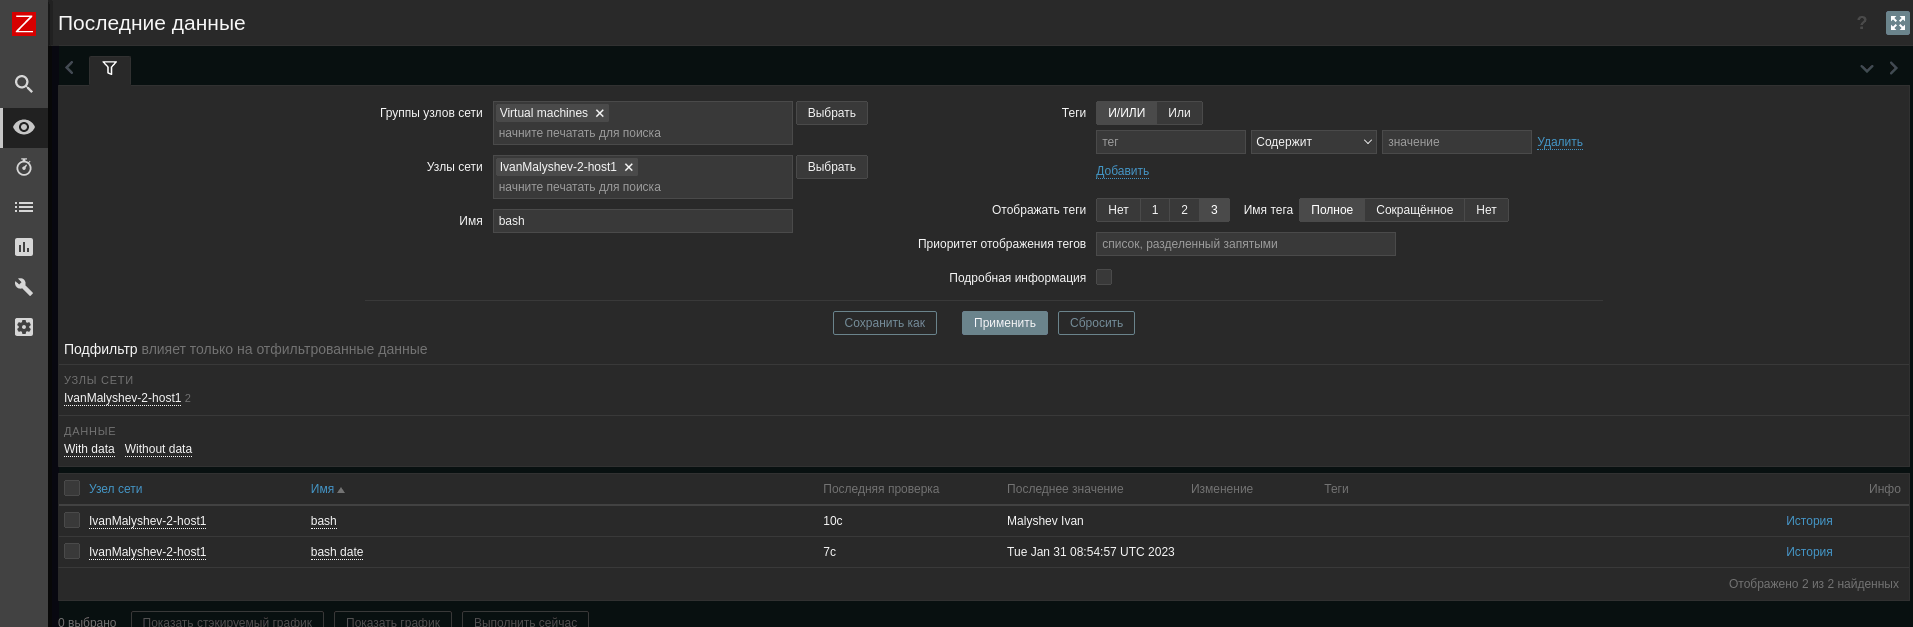 Z
Последние данные
?
Группы узлов сети Virtual machines ✕ Выбрать
начните печатать для поиска
Узлы сети IvanMalyshev-2-host1 ✕ Выбрать
начните печатать для поиска
Имя bash
Теги И/ИЛИ Или
тег Содержит значение Удалить
Добавить
Отображать теги Нет 1 2 3 Имя тега Полное Сокращённое Нет
Приоритет отображения тегов список, разделенный запятыми
Подробная информация
Сохранить как Применить Сбросить
Подфильтр влияет только на отфильтрованные данные
УЗЛЫ СЕТИ
IvanMalyshev-2-host1 2
ДАННЫЕ
With data Without data
Узел сети Имя Последняя проверка Последнее значение Изменение Теги Инфо
IvanMalyshev-2-host1 bash 10с Malyshev Ivan История
IvanMalyshev-2-host1 bash date 7с Tue Jan 31 08:54:57 UTC 2023 История
Отображено 2 из 2 найденных
0 выбрано Показать стэкируемый график Показать график Выполнить сейчас